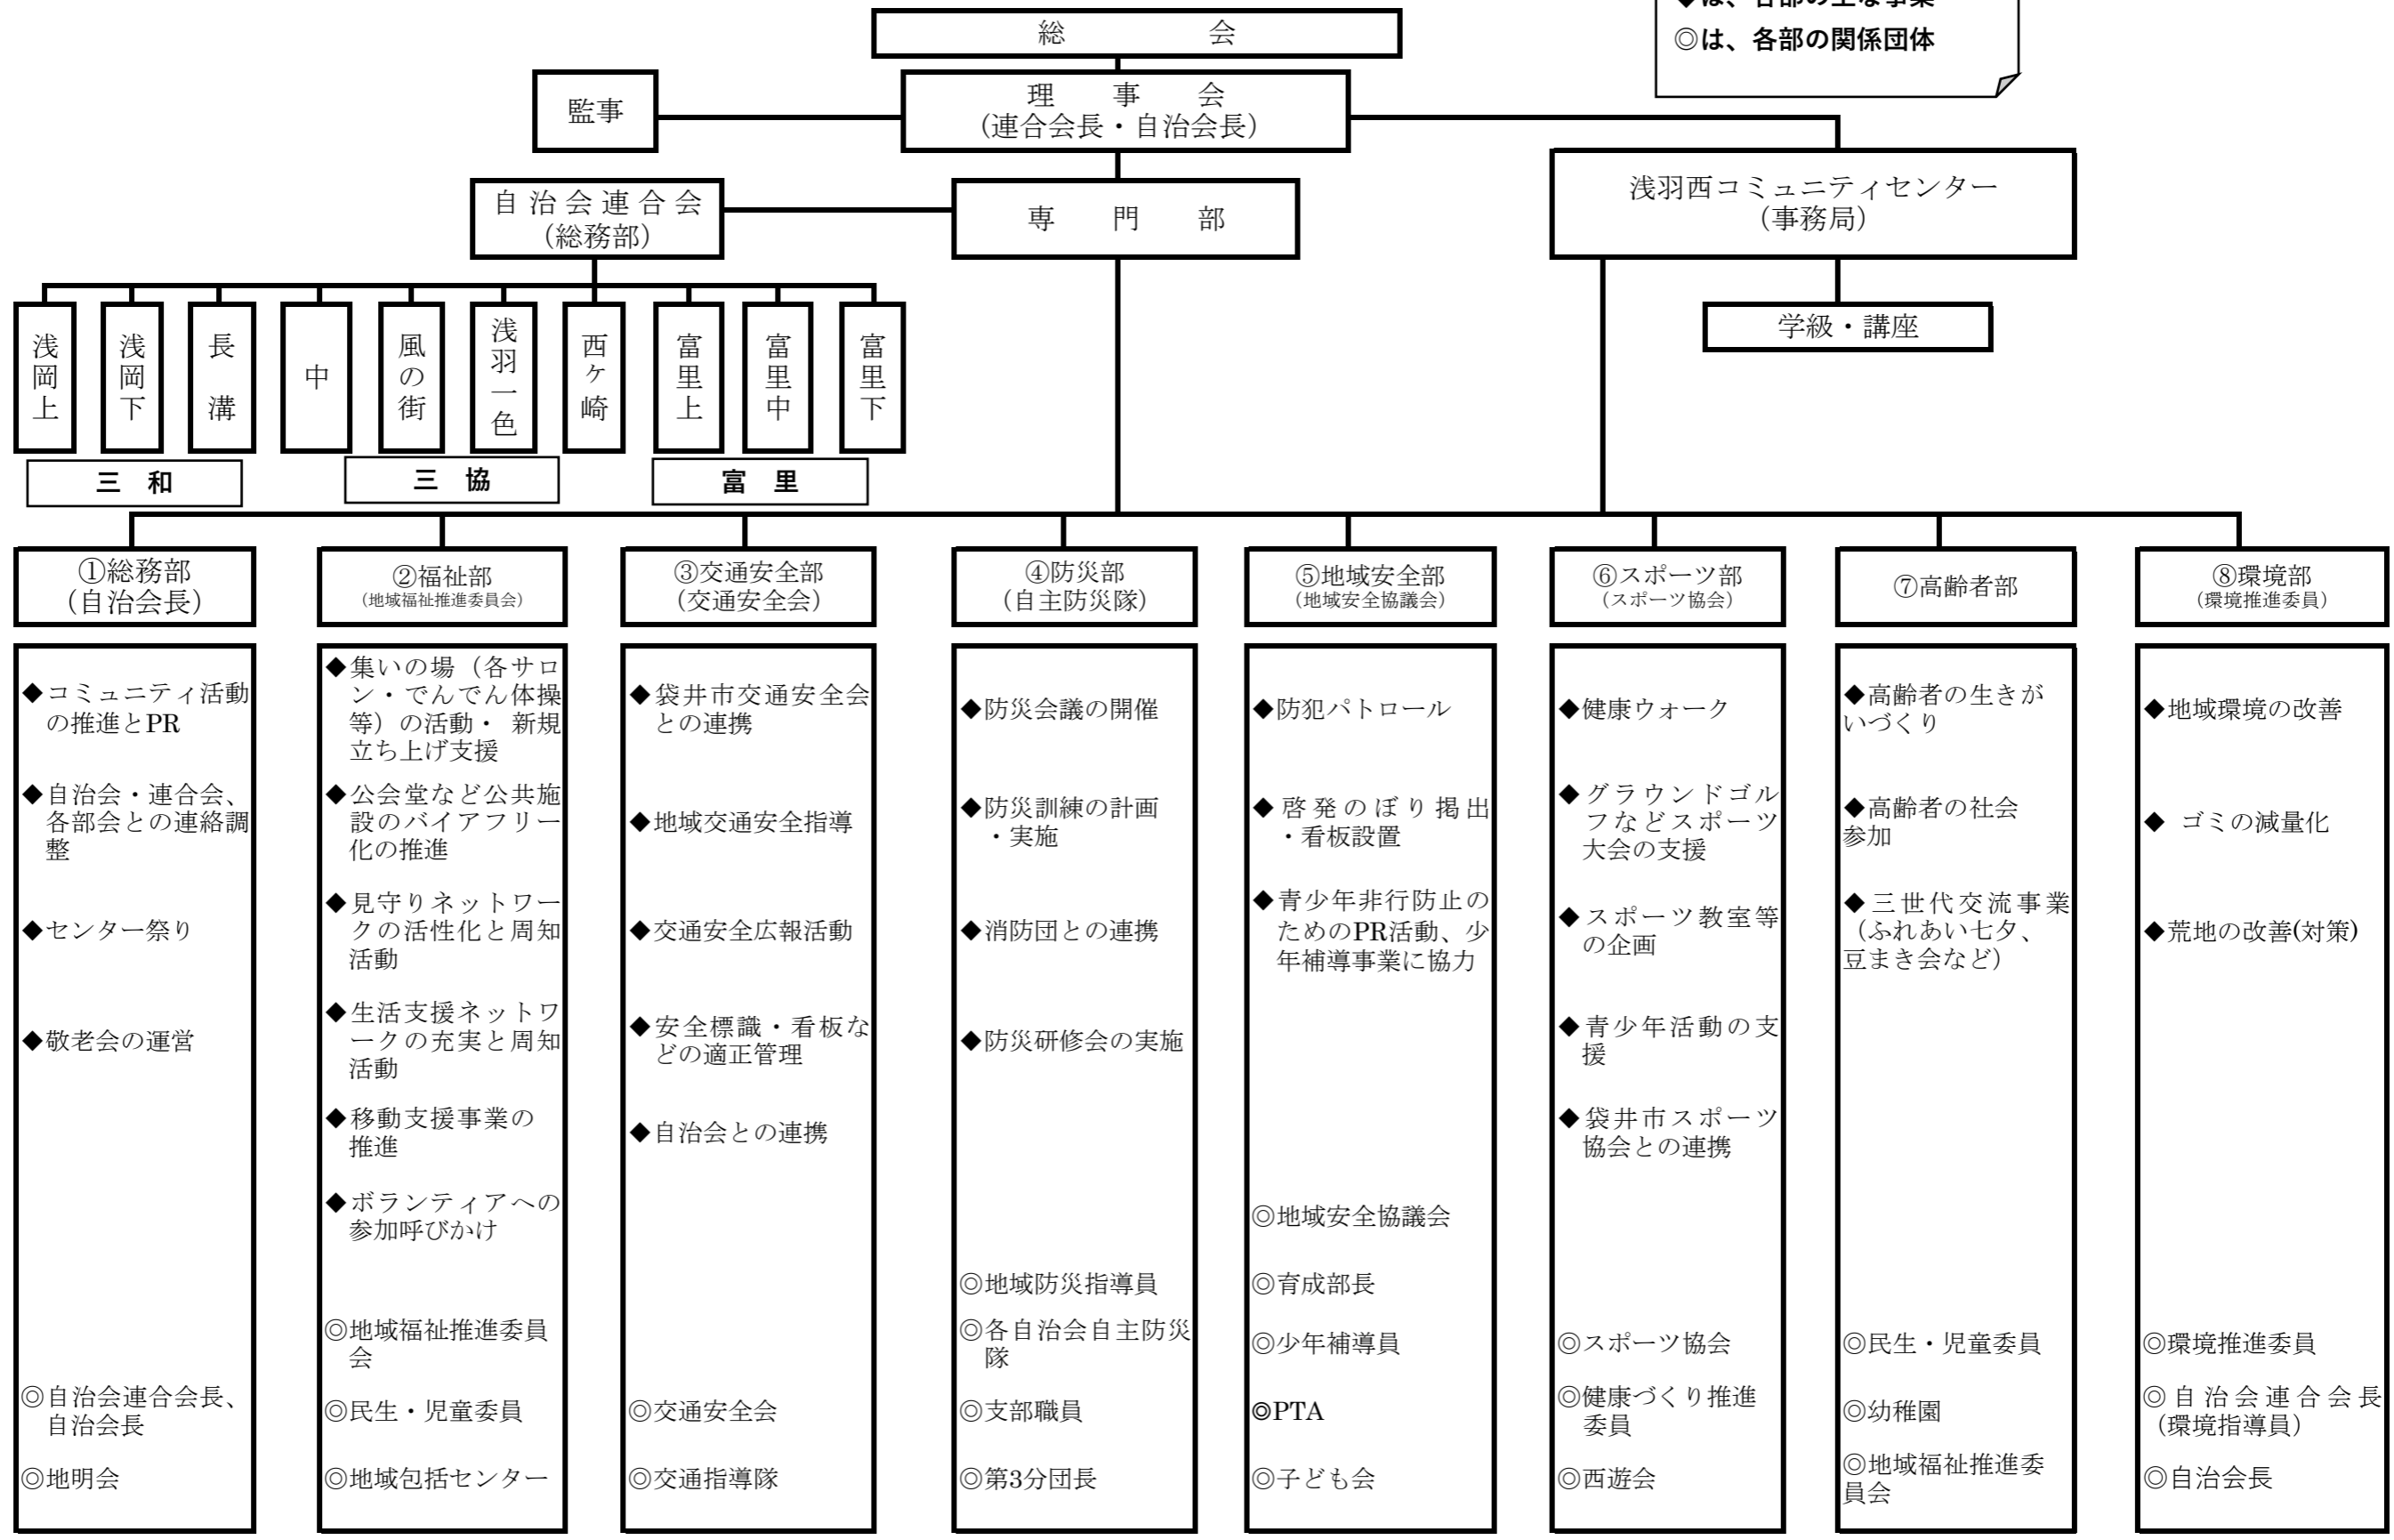 ◆は、各部の主な事業
◎は、各部の関係団体
総　会
監事
理　事　会
（連合会長・自治会長）
自治会連合会
（総務部）
専　門　部
浅羽西コミュニティセンター
（事務局）
学級・講座
浅岡上
浅岡下
長溝
中
風の街
浅羽一色
西ケ崎
富里上
富里中
富里下
三　和
三　協
富　里
①総務部
（自治会長）
◆コミュニティ活動
の推進とPR
◆自治会・連合会、
各部会との連絡調
整
◆センター祭り
◆敬老会の運営
◎自治会連合会長、
自治会長
◎地明会
②福祉部
（地域福祉推進委員会）
◆集いの場（各サロ
ン・でんでん体操
等）の活動・ 新規
立ち上げ支援
◆公会堂など公共施
設のバイアフリー
化の推進
◆見守りネットワー
クの活性化と周知
活動
◆生活支援ネットワ
ークの充実と周知
活動
◆移動支援事業の
推進
◆ボランティアへの
参加呼びかけ
◎地域福祉推進委員
会
◎民生・児童委員
◎地域包括センター
③交通安全部
（交通安全会）
◆袋井市交通安全会
との連携
◆地域交通安全指導
◆交通安全広報活動
◆安全標識・看板な
どの適正管理
◆自治会との連携
◎交通安全会
◎交通指導隊
④防災部
（自主防災隊）
◆防災会議の開催
◆防災訓練の計画
・実施
◆消防団との連携
◆防災研修会の実施
◎地域防災指導員
◎各自治会自主防災
隊
◎支部職員
◎第3分団長
⑤地域安全部
（地域安全協議会）
◆防犯パトロール
◆啓発のぼり掲出
・看板設置
◆青少年非行防止の
ためのPR活動、少
年補導事業に協力
◎地域安全協議会
◎育成部長
◎少年補導員
◎PTA
◎子ども会
⑥スポーツ部
（スポーツ協会）
◆健康ウォーク
◆グラウンドゴル
フなどスポーツ
大会の支援
◆スポーツ教室等
の企画
◆青少年活動の支
援
◆袋井市スポーツ
協会との連携
◎スポーツ協会
◎健康づくり推進
委員
◎西遊会
⑦高齢者部
◆高齢者の生きが
いづくり
◆高齢者の社会
参加
◆三世代交流事業
（ふれあい七夕、
豆まき会など）
◎民生・児童委員
◎幼稚園
◎地域福祉推進委
員会
⑧環境部
（環境推進委員）
◆地域環境の改善
◆ ゴミの減量化
◆荒地の改善(対策)
◎環境推進委員
◎自治会連合会長
（環境指導員）
◎自治会長